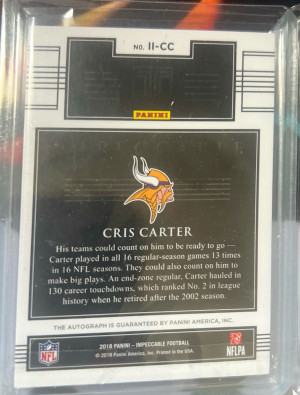 NO. II-CC
PANINI
CRIS CARTER
His teams could count on him to be ready to go —
Carter played in all 16 regular-season games 13 times
in 16 NFL seasons. They could also count on him to
make big plays. An end-zone regular, Carter hauled in
130 career touchdowns, which ranked No. 2 in league
history when he retired after the 2002 season.
THE AUTOGRAPH IS GUARANTEED BY PANINI AMERICA, INC.
2018 PANINI – IMPECCABLE FOOTBALL
© 2018 Panini America, Inc. Printed in the USA.
NFL
NFLPA